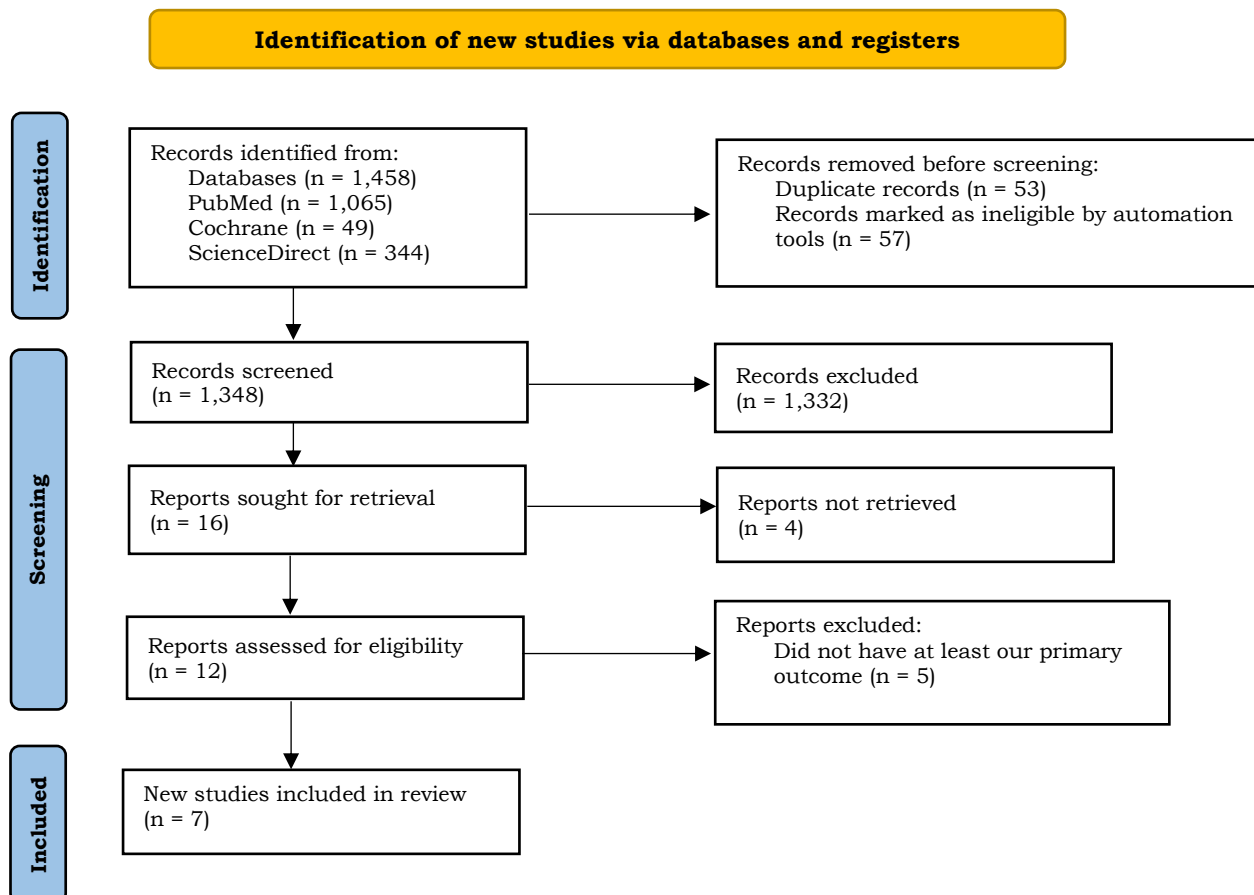 Identification of new studies via databases and registers
Identification
Records identified from:
Databases (n = 1,458)
PubMed (n = 1,065)
Cochrane (n = 49)
ScienceDirect (n = 344)
Records removed before screening:
Duplicate records (n = 53)
Records marked as ineligible by automation
tools (n = 57)
Screening
Records screened
(n = 1,348)
Records excluded
(n = 1,332)
Reports sought for retrieval
(n = 16)
Reports not retrieved
(n = 4)
Reports assessed for eligibility
(n = 12)
Reports excluded:
Did not have at least our primary
outcome (n = 5)
Included
New studies included in review
(n = 7)